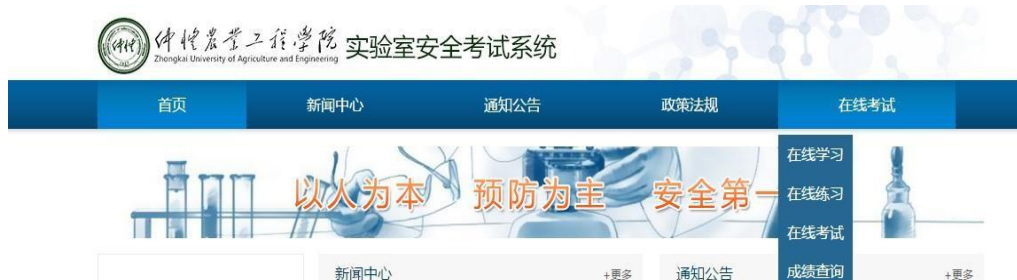 仲恺农业工程学院 实验室安全考试系统
Zhongkai University of Agriculture and Engineering
首页 新闻中心 通知公告 政策法规 在线考试
在线学习
以人为本 预防为主 安全第一
在线练习
在线考试
新闻中心 +更多 通知公告 成绩查询 +更多